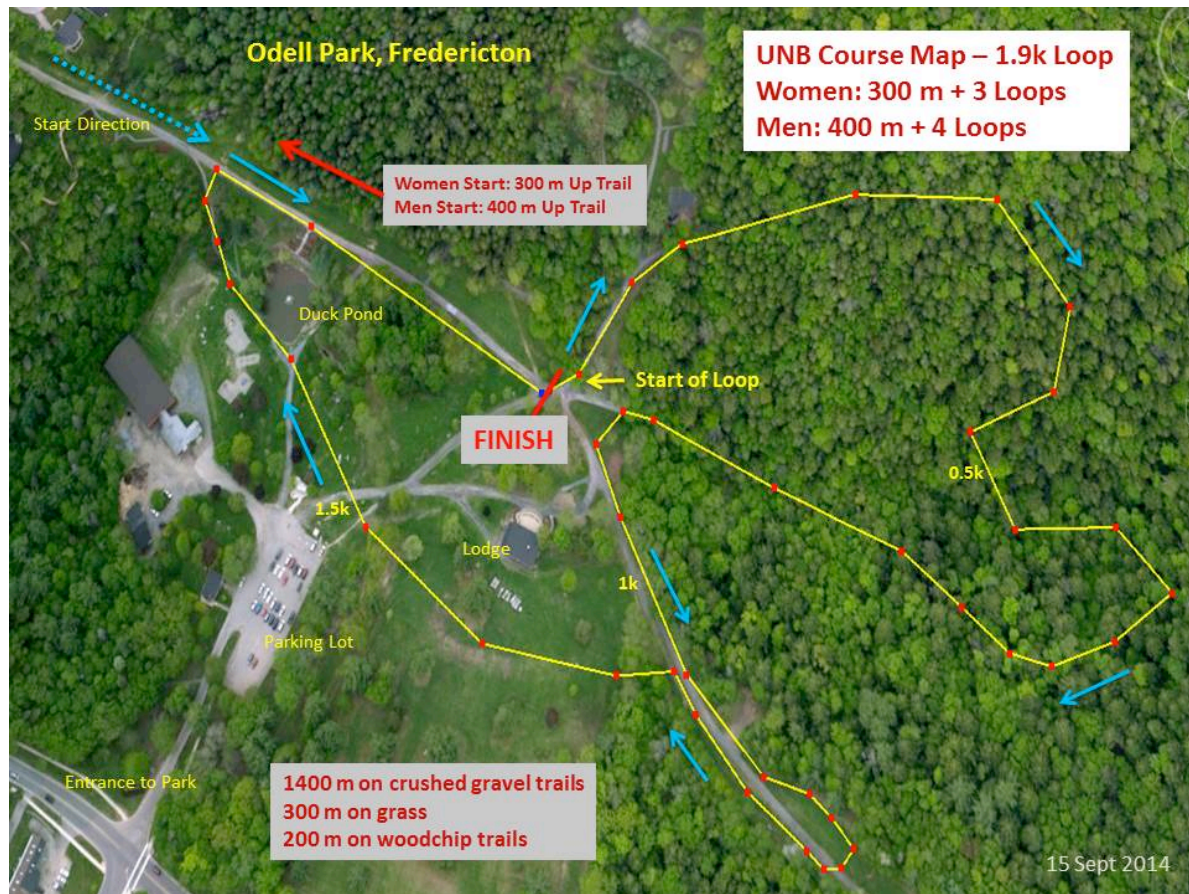 Odell Park, Fredericton
UNB Course Map – 1.9k Loop
Women: 300 m + 3 Loops
Men: 400 m + 4 Loops
Start Direction
Women Start: 300 m Up Trail
Men Start: 400 m Up Trail
Duck Pond
Start of Loop
FINISH
0.5k
1.5k
Lodge
1k
Parking Lot
Entrance to Park
1400 m on crushed gravel trails
300 m on grass
200 m on woodchip trails
15 Sept 2014